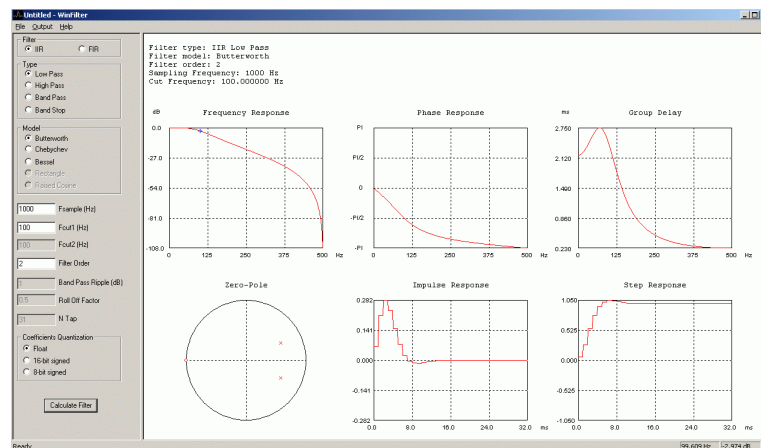 Untitled - WinFilter
File Output Help
Filter
IIR FIR
Type
Low Pass
High Pass
Band Pass
Band Stop
Model
Butterworth
Chebychev
Bessel
Rectangle
Raised Cosine
1000 Fsample (Hz)
100 Fcut1 (Hz)
100 Fcut2 (Hz)
2 Filter Order
1 Band Pass Ripple (dB)
0.5 Roll Off Factor
31 N Tap
Coefficients Quantization
Float
16-bit signed
8-bit signed
Calculate Filter
Filter type: IIR Low Pass
Filter model: Butterworth
Filter order: 2
Sampling Frequency: 1000 Hz
Cut Frequency: 100.000000 Hz
dB Frequency Response
0.0
-27.0
-54.0
-81.0
-108.0
0 125 250 375 500 Hz
Phase Response
PI
PI/2
0
-PI/2
-PI
0 125 250 375 500 Hz
ms Group Delay
2.750
2.120
1.490
0.860
0.230
0 125 250 375 500 Hz
Zero-Pole
Impulse Response
0.282
0.141
0.000
-0.141
-0.282
0.0 8.0 16.0 24.0 32.0 ms
Step Response
1.050
0.525
0.000
-0.525
-1.050
0.0 8.0 16.0 24.0 32.0 ms
Ready 99.609 Hz -2.974 dB